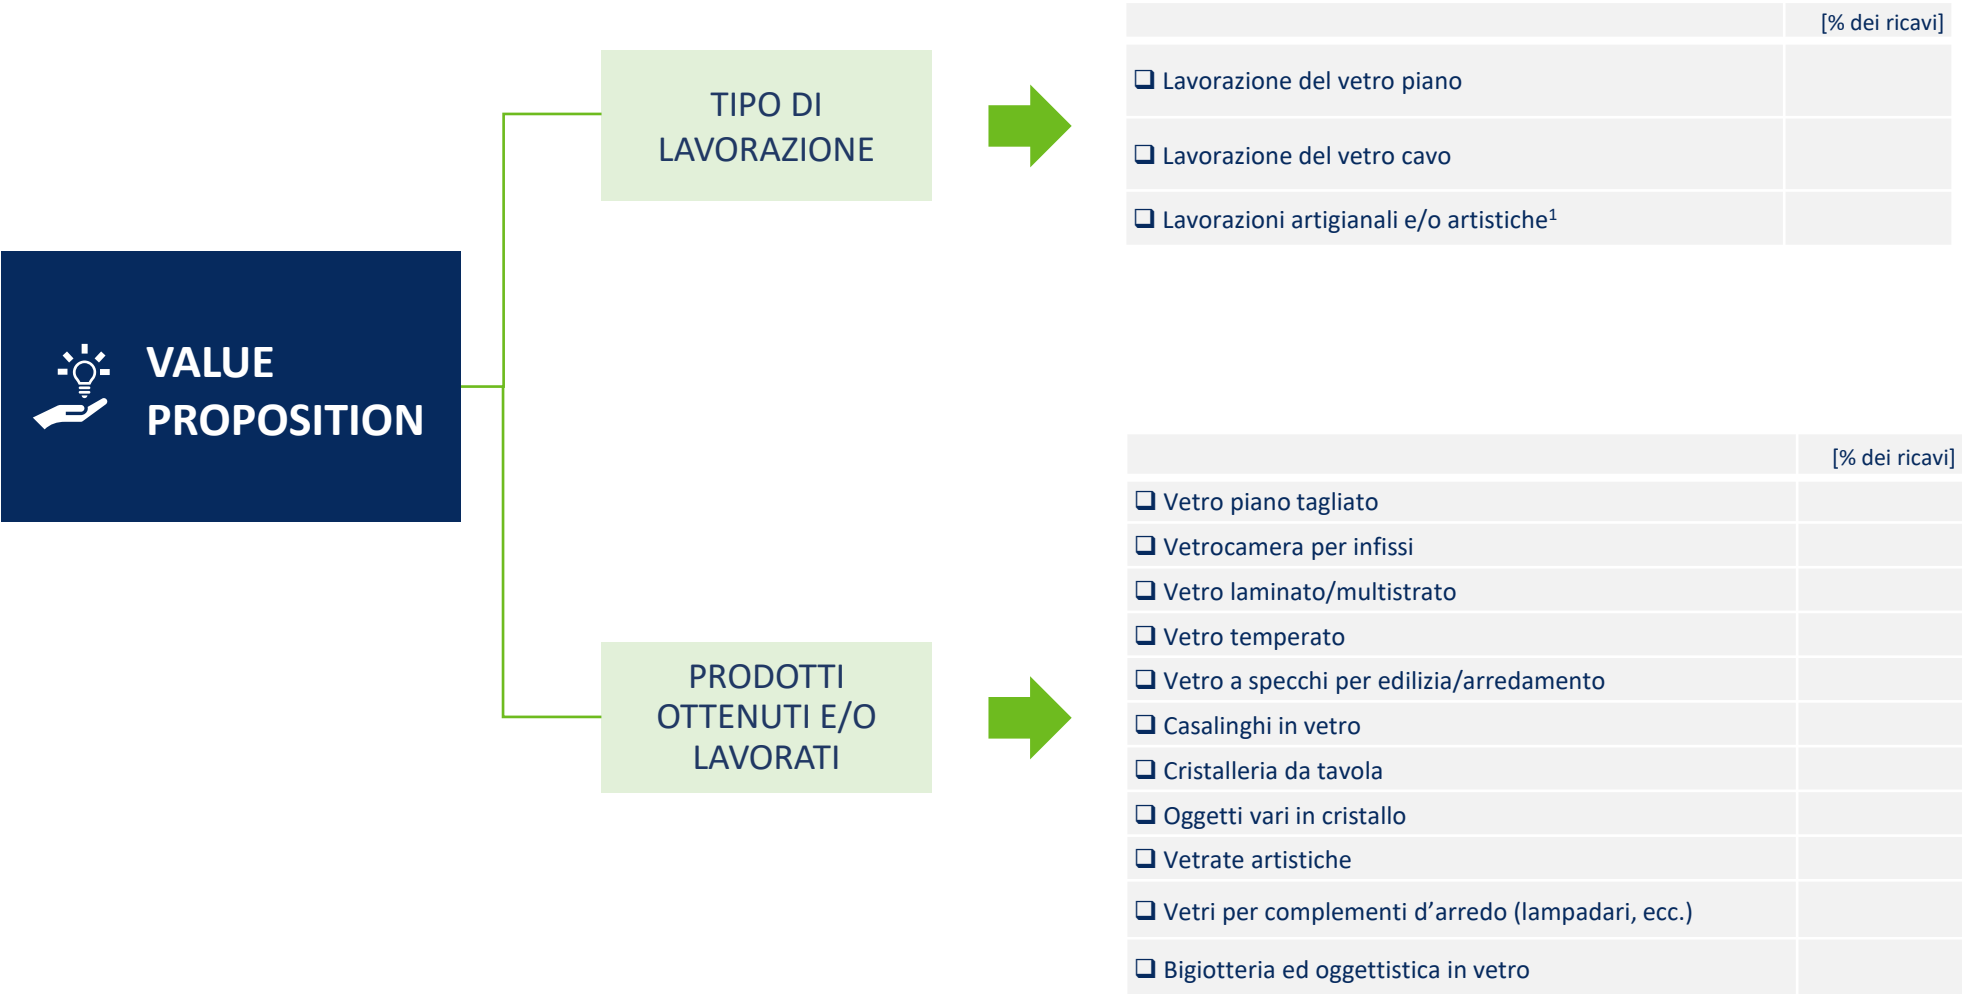 VALUE
PROPOSITION
TIPO DI
LAVORAZIONE
[% dei ricavi]
Lavorazione del vetro piano
Lavorazione del vetro cavo
Lavorazioni artigianali e/o artistiche¹
PRODOTTI
OTTENUTI E/O
LAVORATI
[% dei ricavi]
Vetro piano tagliato
Vetrocamera per infissi
Vetro laminato/multistrato
Vetro temperato
Vetro a specchi per edilizia/arredamento
Casalinghi in vetro
Cristalleria da tavola
Oggetti vari in cristallo
Vetrate artistiche
Vetri per complementi d’arredo (lampadari, ecc.)
Bigiotteria ed oggettistica in vetro